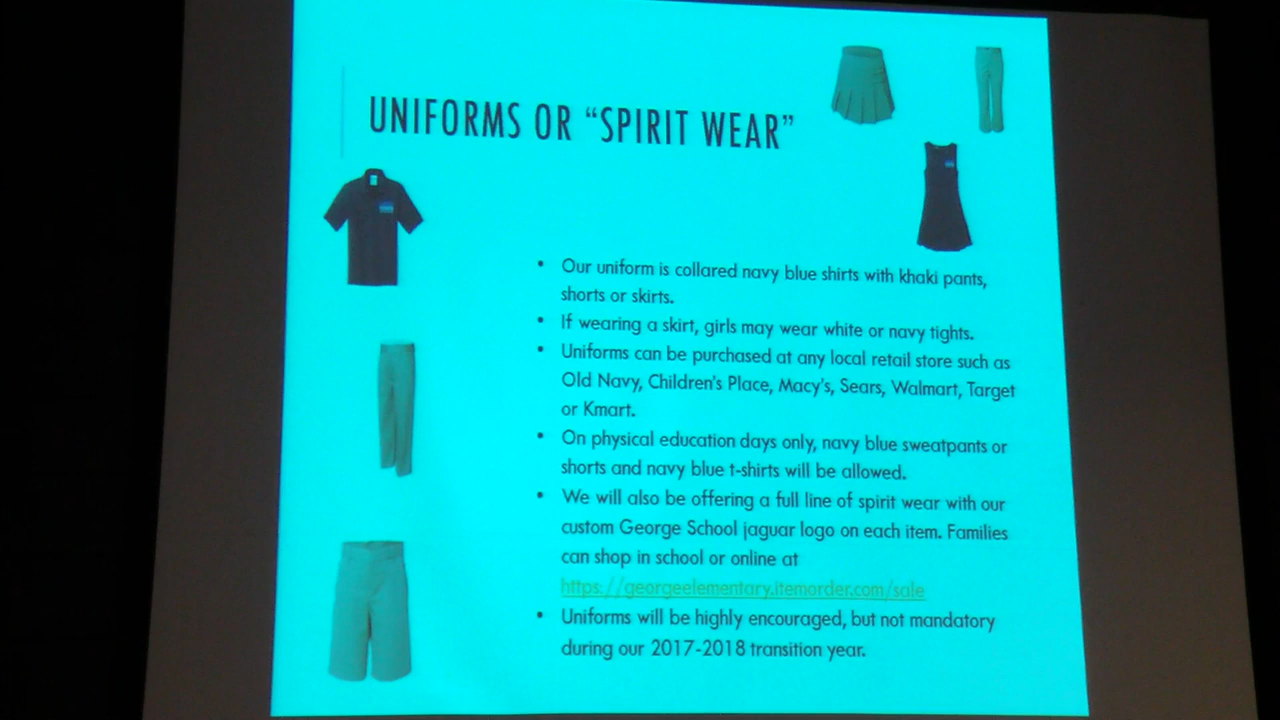 UNIFORMS OR “SPIRIT WEAR”
• Our uniform is collared navy blue shirts with khaki pants,
shorts or skirts.
• If wearing a skirt, girls may wear white or navy tights.
• Uniforms can be purchased at any local retail store such as
Old Navy, Children's Place, Macy's, Sears, Walmart, Target
or Kmart.
• On physical education days only, navy blue sweatpants or
shorts and navy blue t-shirts will be allowed.
• We will also be offering a full line of spirit wear with our
custom George School jaguar logo on each item. Families
can shop in school or online at
https://georgeelementary.itemorder.com/sale
• Uniforms will be highly encouraged, but not mandatory
during our 2017-2018 transition year.